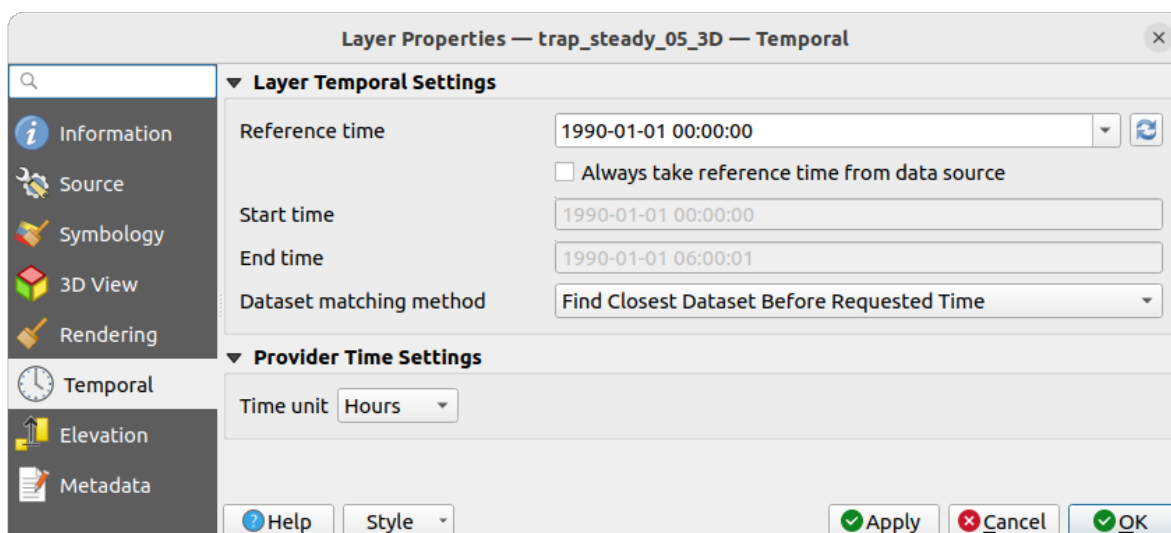 Layer Properties — trap_steady_05_3D — Temporal
Information
Source
Symbology
3D View
Rendering
Temporal
Elevation
Metadata
Layer Temporal Settings
Reference time 1990-01-01 00:00:00
Always take reference time from data source
Start time 1990-01-01 00:00:00
End time 1990-01-01 06:00:01
Dataset matching method Find Closest Dataset Before Requested Time
Provider Time Settings
Time unit Hours
Help Style Apply Cancel OK